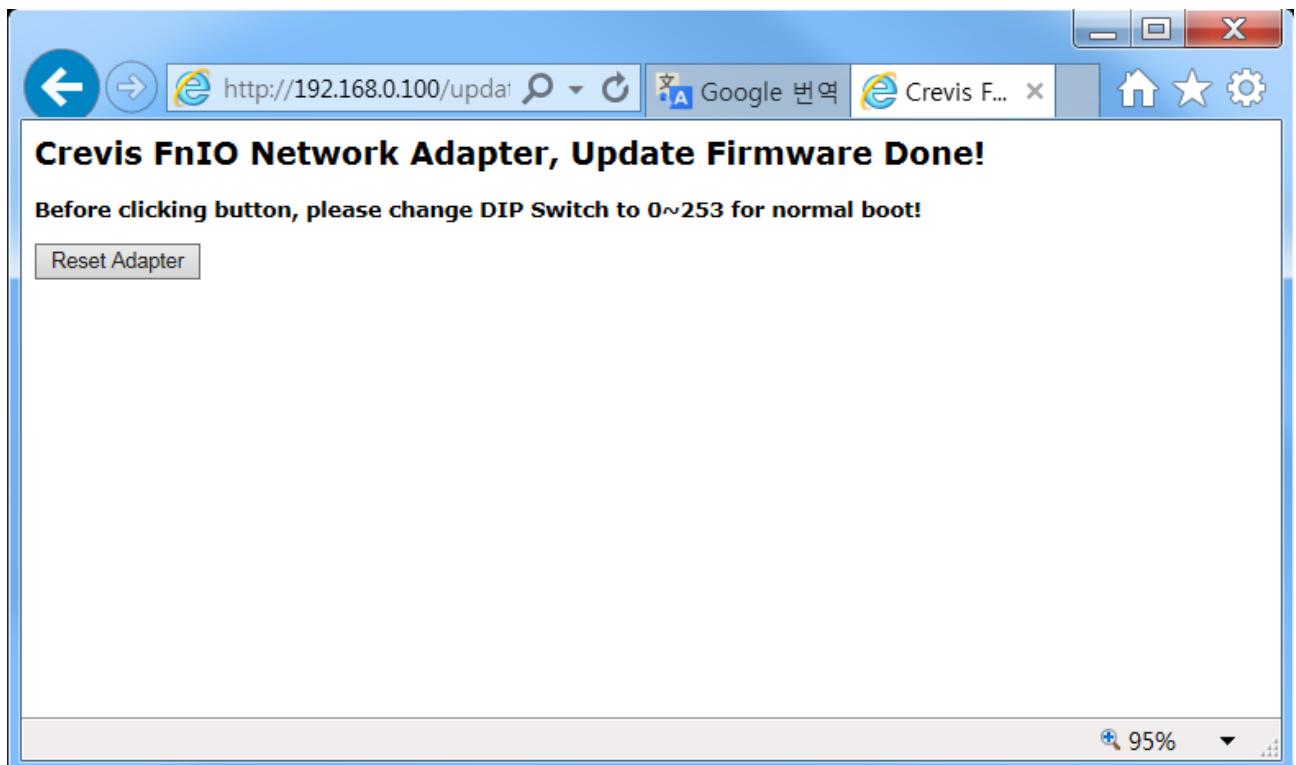 http://192.168.0.100/updat
Google 번역
Crevis F...
Crevis FnIO Network Adapter, Update Firmware Done!
Before clicking button, please change DIP Switch to 0~253 for normal boot!
Reset Adapter
95%